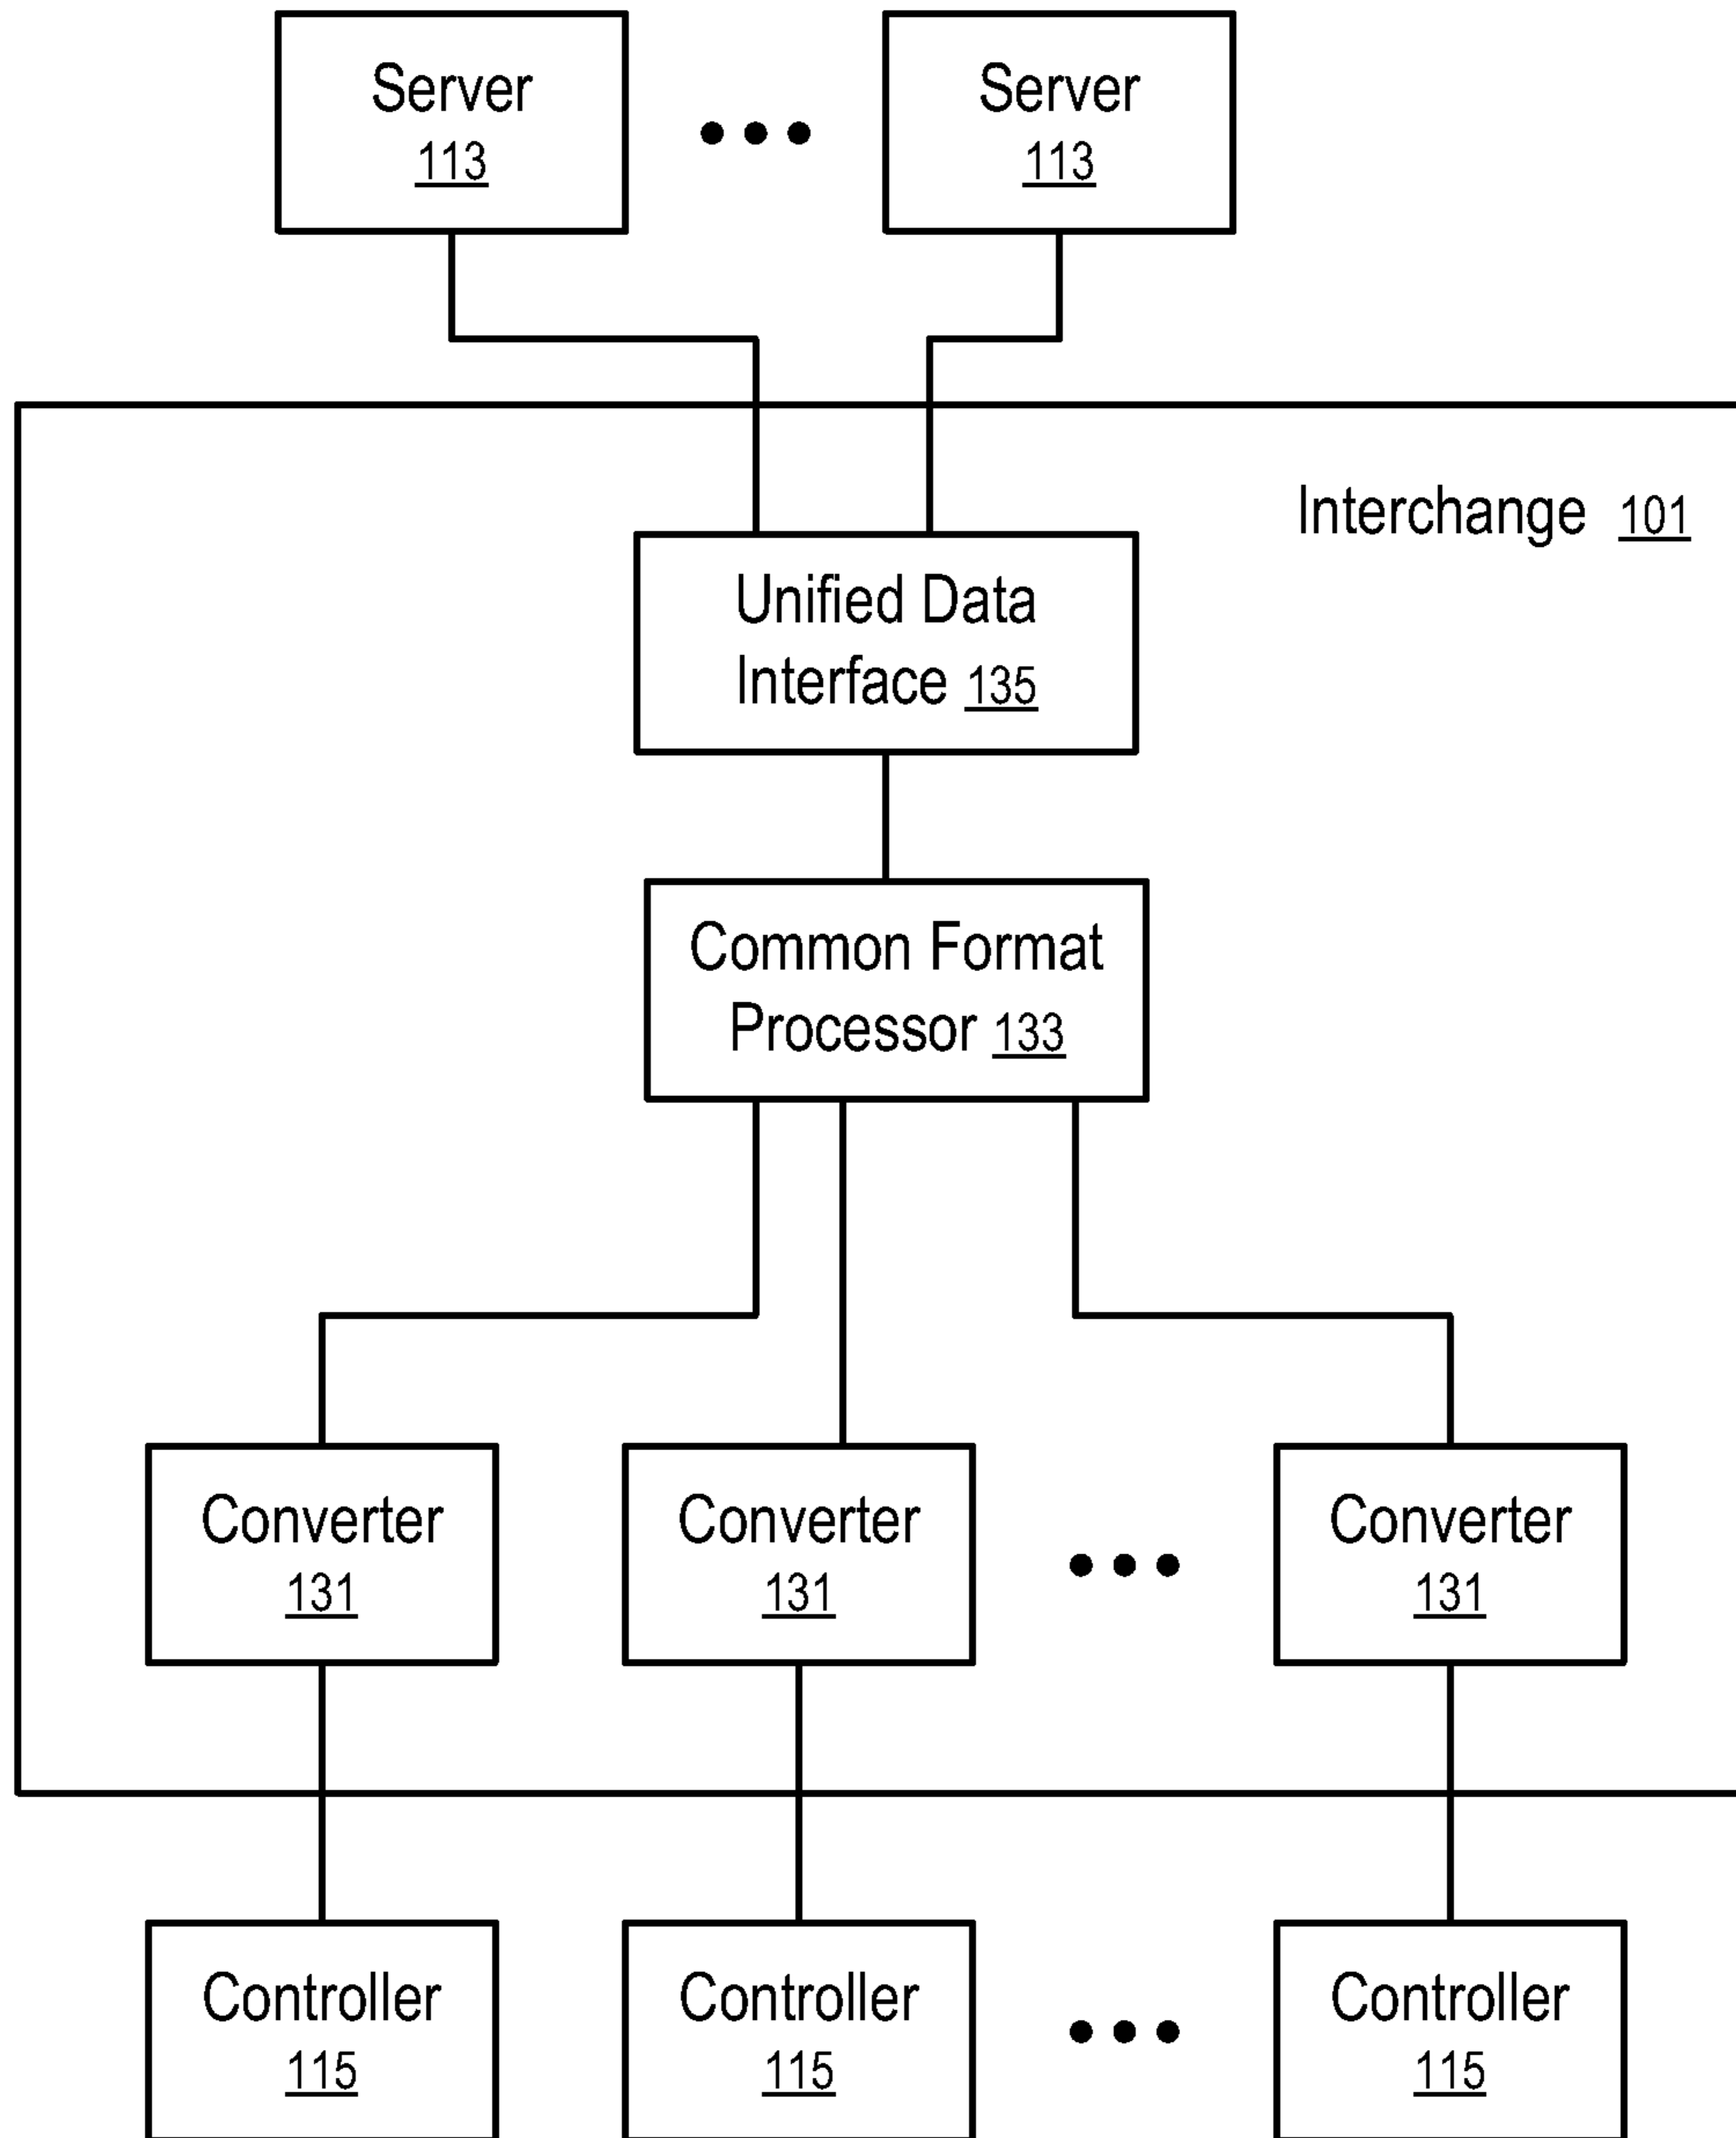 Server
113
Server
113
Interchange 101
Unified Data
Interface 135
Common Format
Processor 133
Converter
131
Converter
131
Converter
131
Controller
115
Controller
115
Controller
115